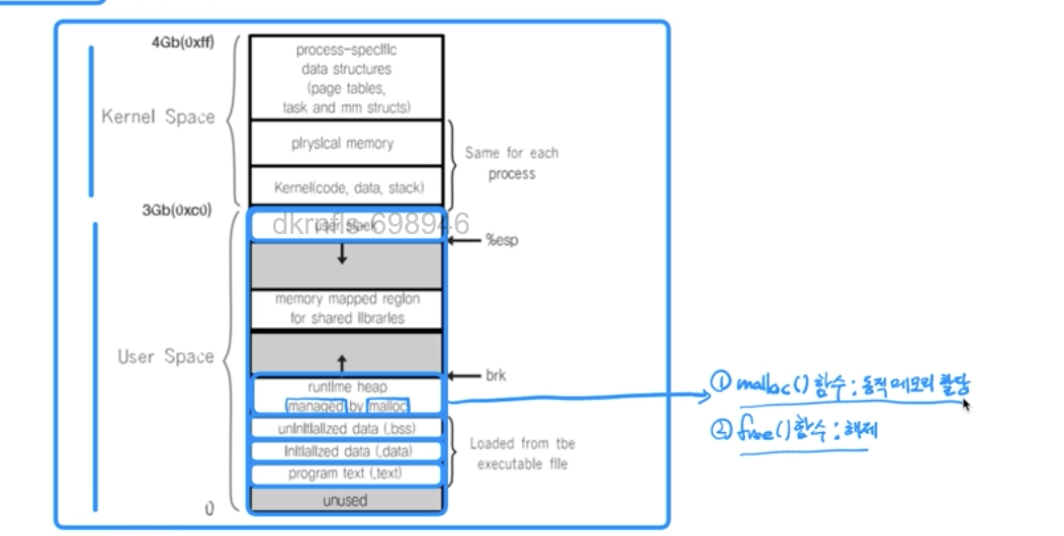 4Gb(0xff)
process-specific
data structures
(page tables,
task and mm structs)
Kernel Space
physical memory
Same for each
process
Kernel(code, data, stack)
3Gb(0xc0)
dkrnfls-698946
user stack
%esp
memory mapped region
for shared libraries
User Space
brk
runtime heap
(managed by malloc)
① malloc() 함수 : 동적 메모리 할당
② free() 함수 : 해제
uninitialized data (.bss)
Initialized data (.data)
Loaded from tbe
executable file
program text (.text)
unused
0